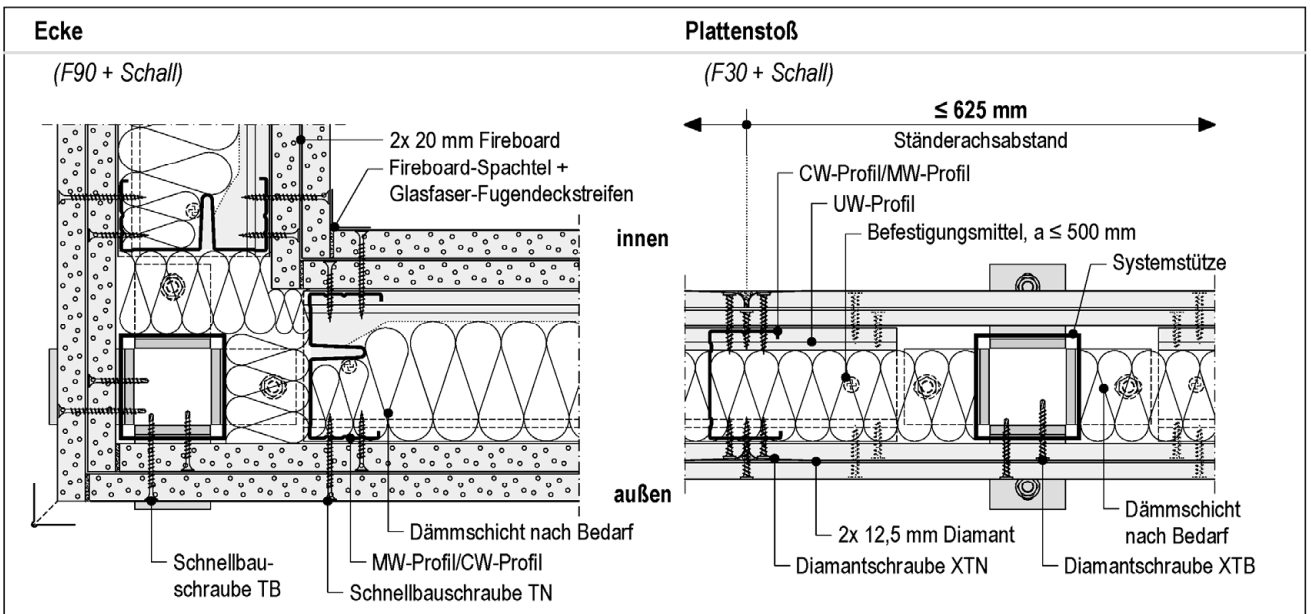 Ecke
(F90 + Schall)
2x 20 mm Fireboard
Fireboard-Spachtel +
Glasfaser-Fugendeckstreifen
innen
außen
Dämmschicht nach Bedarf
MW-Profil/CW-Profil
Schnellbauschraube TN
Schnellbau-
schraube TB
Plattenstoß
(F30 + Schall)
≤ 625 mm
Ständerachsabstand
CW-Profil/MW-Profil
UW-Profil
Befestigungsmittel, a ≤ 500 mm
Systemstütze
Dämmschicht
nach Bedarf
2x 12,5 mm Diamant
Diamantschraube XTN
Diamantschraube XTB